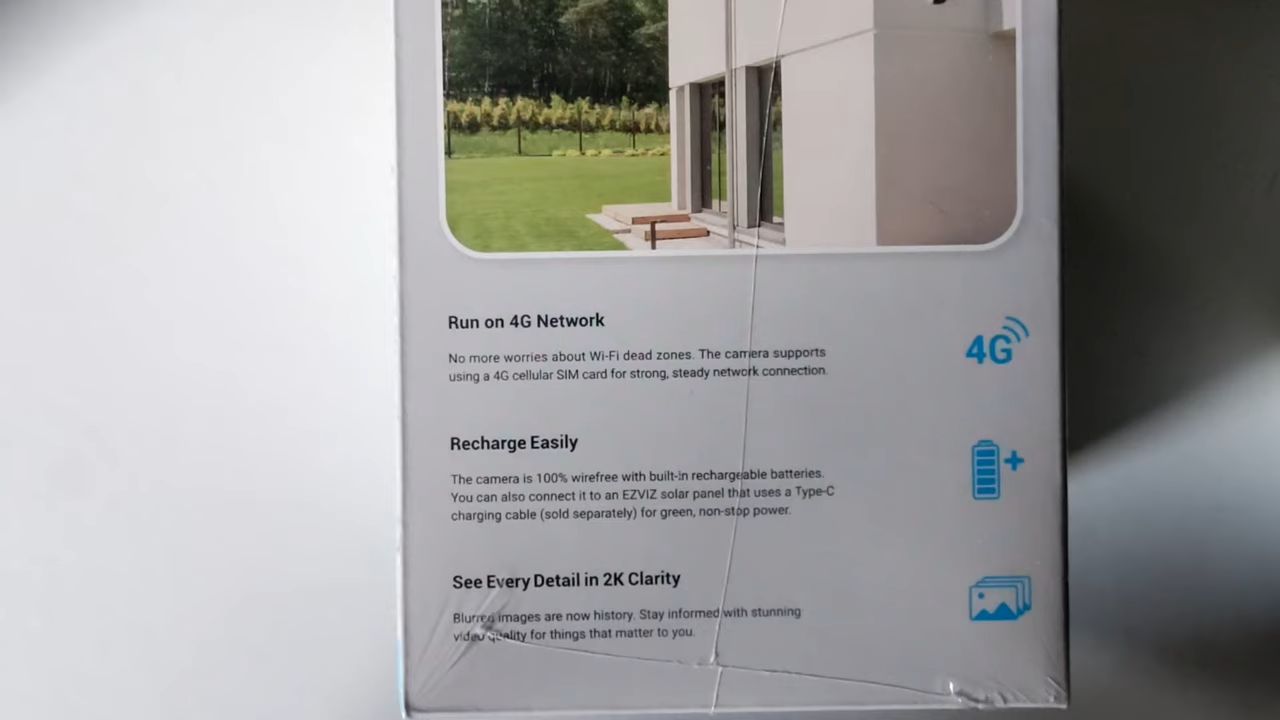 Run on 4G Network
No more worries about Wi-Fi dead zones. The camera supports
using a 4G cellular SIM card for strong, steady network connection.
4G
Recharge Easily
The camera is 100% wirefree with built-in rechargeable batteries.
You can also connect it to an EZVIZ solar panel that uses a Type-C
charging cable (sold separately) for green, non-stop power.
See Every Detail in 2K Clarity
Blurred images are now history. Stay informed with stunning
video quality for things that matter to you.